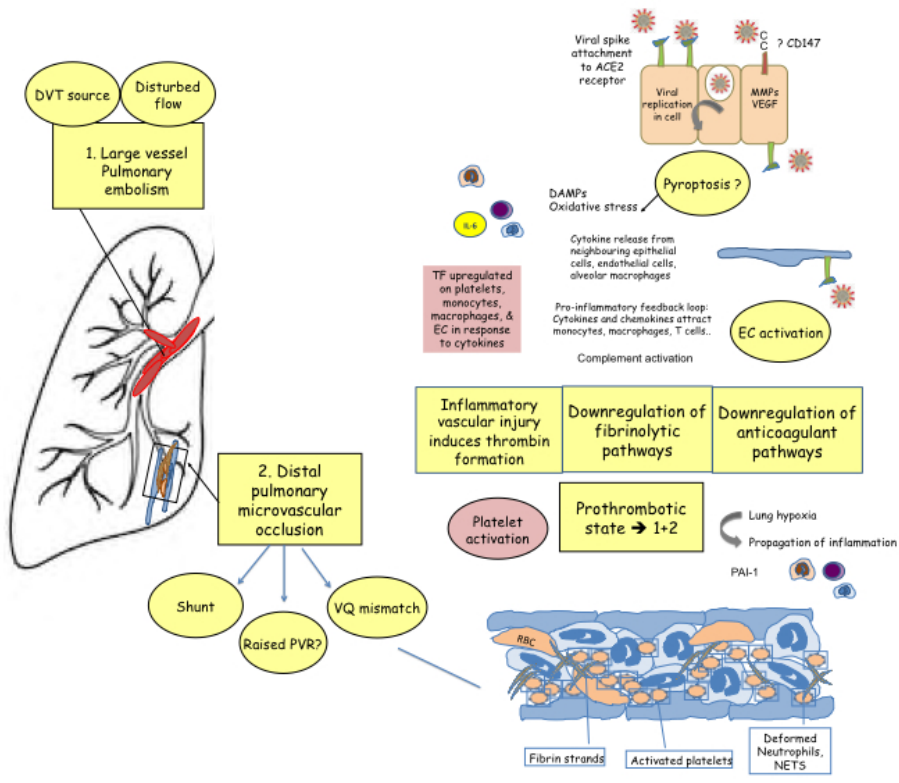 DVT source
Disturbed
flow
1. Large vessel
Pulmonary
embolism
2. Distal
pulmonary
microvascular
occlusion
Shunt
Raised PVR?
VQ mismatch
Viral spike
attachment
to ACE2
receptor
C
C
? CD147
Viral
replication
in cell
MMPs
VEGF
Pyroptosis ?
DAMPs
Oxidative stress
IL-6
Cytokine release from
neighbouring epithelial
cells, endothelial cells,
alveolar macrophages
TF upregulated
on platelets,
monocytes,
macrophages, &
EC in response
to cytokines
Pro-inflammatory feedback loop:
Cytokines and chemokines attract
monocytes, macrophages, T cells..
Complement activation
EC activation
Inflammatory
vascular injury
induces thrombin
formation
Downregulation of
fibrinolytic
pathways
Downregulation of
anticoagulant
pathways
Platelet
activation
Prothrombotic
state → 1+2
Lung hypoxia
Propagation of inflammation
PAI-1
RBC
Fibrin strands
Activated platelets
Deformed
Neutrophils,
NETS